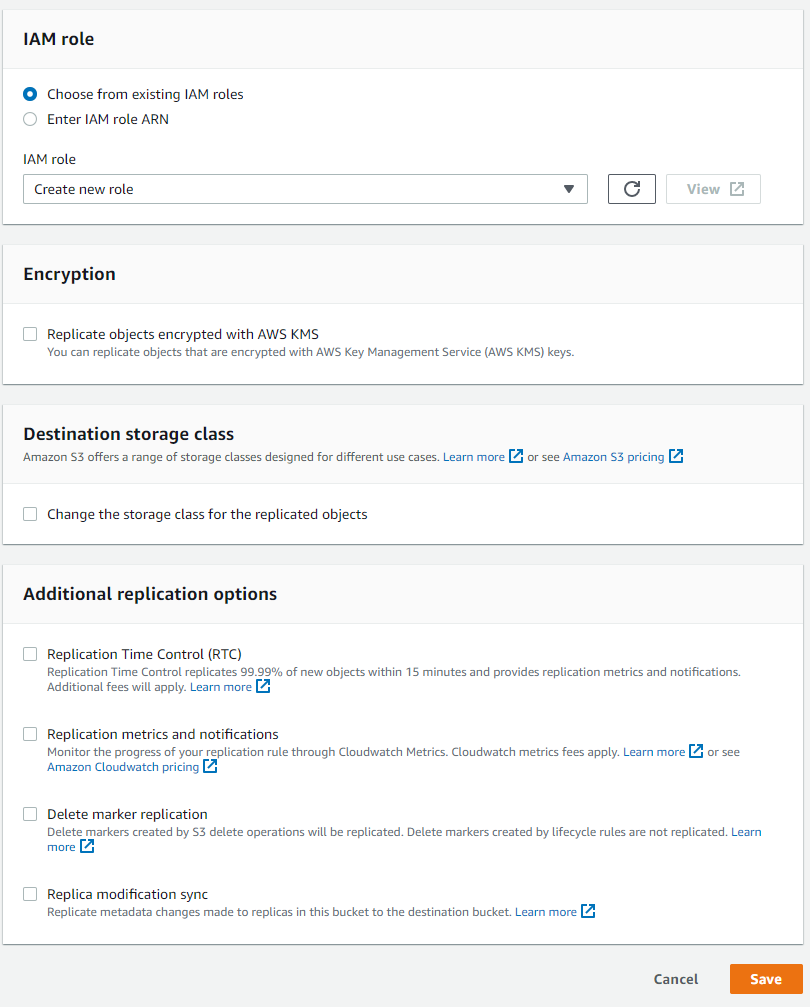 IAM role
Choose from existing IAM roles
Enter IAM role ARN
IAM role
Create new role
View
Encryption
Replicate objects encrypted with AWS KMS
You can replicate objects that are encrypted with AWS Key Management Service (AWS KMS) keys.
Destination storage class
Amazon S3 offers a range of storage classes designed for different use cases. Learn more or see Amazon S3 pricing
Change the storage class for the replicated objects
Additional replication options
Replication Time Control (RTC)
Replication Time Control replicates 99.99% of new objects within 15 minutes and provides replication metrics and notifications.
Additional fees will apply. Learn more
Replication metrics and notifications
Monitor the progress of your replication rule through Cloudwatch Metrics. Cloudwatch metrics fees apply. Learn more or see
Amazon Cloudwatch pricing
Delete marker replication
Delete markers created by S3 delete operations will be replicated. Delete markers created by lifecycle rules are not replicated. Learn
more
Replica modification sync
Replicate metadata changes made to replicas in this bucket to the destination bucket. Learn more
Cancel Save